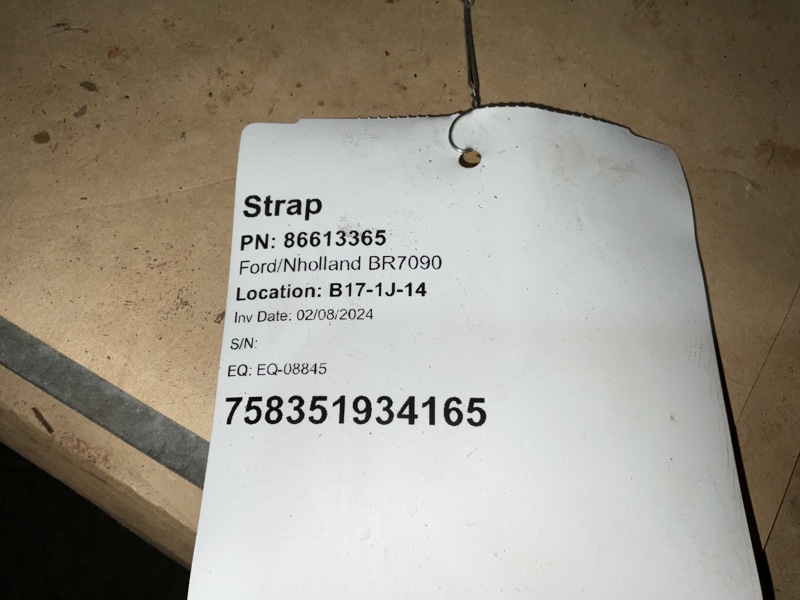 Strap
PN: 86613365
Ford/Nholland BR7090
Location: B17-1J-14
Inv Date: 02/08/2024
S/N:
EQ: EQ-08845
758351934165